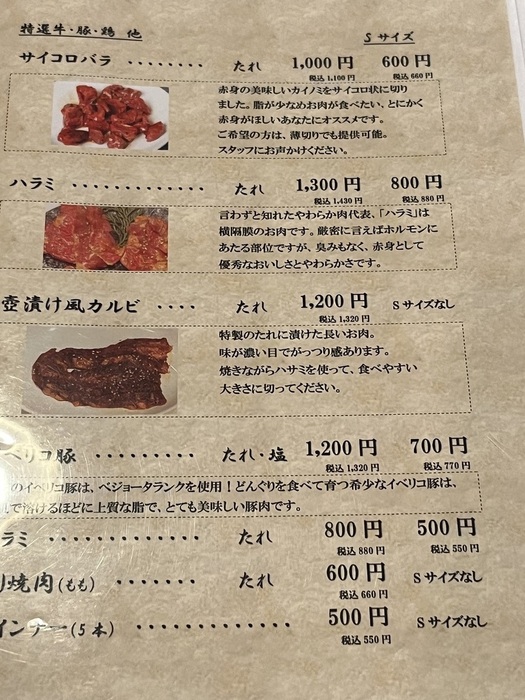 特選牛・豚・鶏 他 Sサイズ
サイコロバラ ········ たれ 1,000円 600円
税込1,100円 税込660円
赤身の美味しいカイノミをサイコロ状に切り
ました。脂が少なめお肉が食べたい、とにかく
赤身がほしいあなたにオススメです。
ご希望の方は、薄切りでも提供可能。
スタッフにお声かけください。
ハラミ ············· たれ 1,300円 800円
税込1,430円 税込880円
言わずと知れたやわらか肉代表、「ハラミ」は
横隔膜のお肉です。厳密に言えばホルモンに
あたる部位ですが、臭みもなく、赤身として
優秀なおいしさとやわらかさです。
壺漬け風カルビ ···· たれ 1,200円 Sサイズなし
税込1,320円
特製のたれに漬けた長いお肉。
味が濃い目でがっつり感あります。
焼きながらハサミを使って、食べやすい
大きさに切ってください。
ベリコ豚 ········· たれ・塩 1,200円 700円
税込1,320円 税込770円
のイベリコ豚は、ベジョータランクを使用！どんぐりを食べて育つ希少なイベリコ豚は、
で溶けるほどに上質な脂で、とても美味しい豚肉です。
ラミ ············· たれ 800円 500円
税込880円 税込550円
焼肉(もも) ······· たれ 600円 Sサイズなし
税込660円
インナー(5本) ············· 500円 Sサイズなし
税込550円